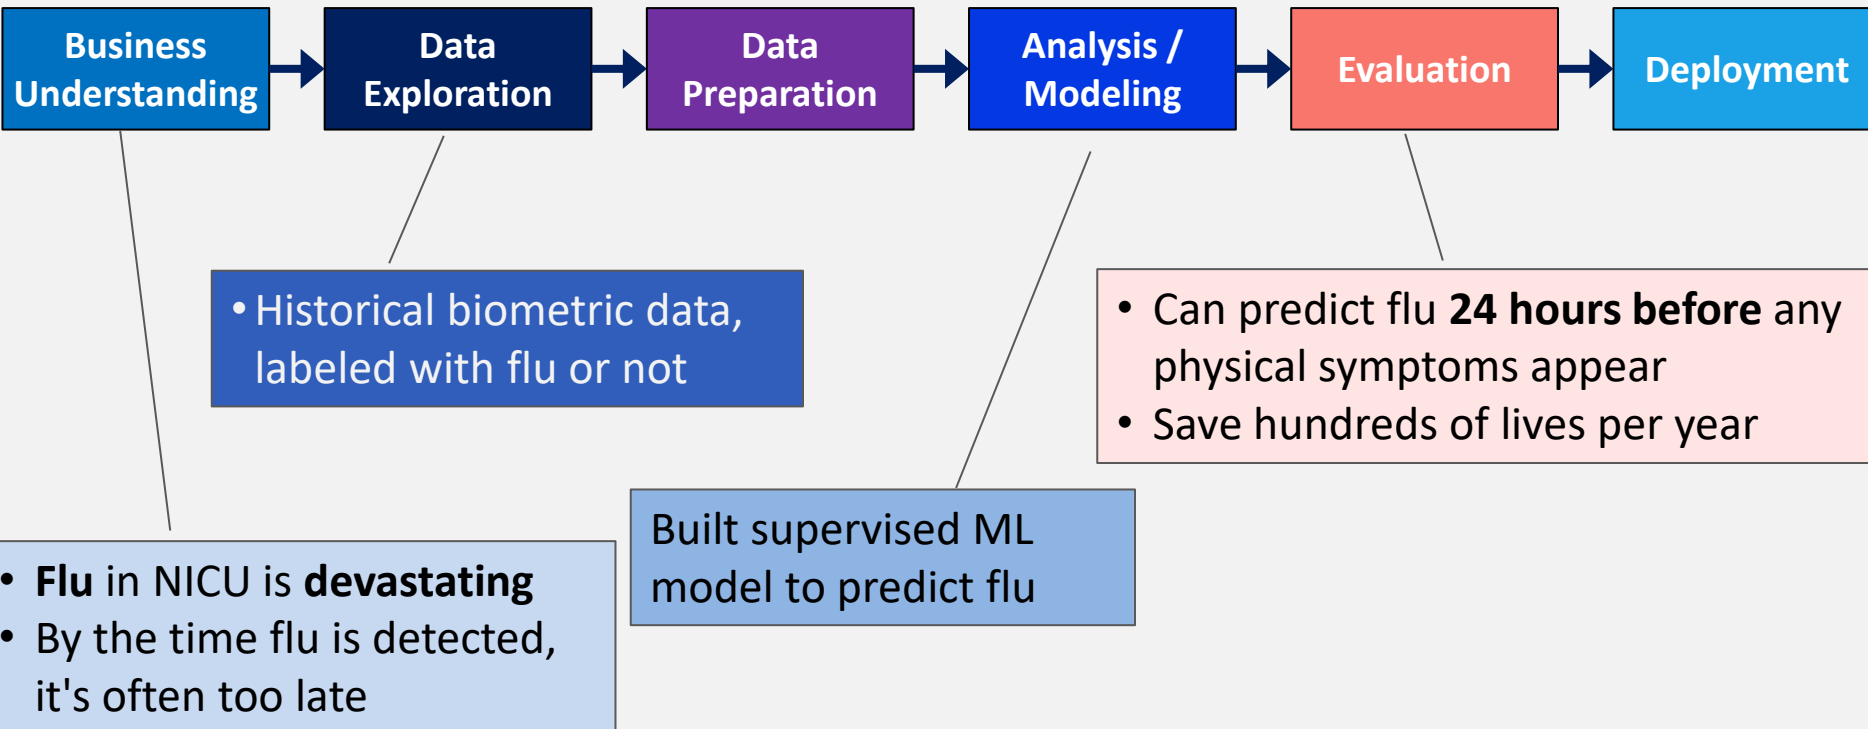 Business
Understanding
Data
Exploration
Data
Preparation
Analysis /
Modeling
Evaluation
Deployment
• Historical biometric data,
labeled with flu or not
• Can predict flu 24 hours before any
physical symptoms appear
• Save hundreds of lives per year
Built supervised ML
model to predict flu
• Flu in NICU is devastating
• By the time flu is detected,
it's often too late